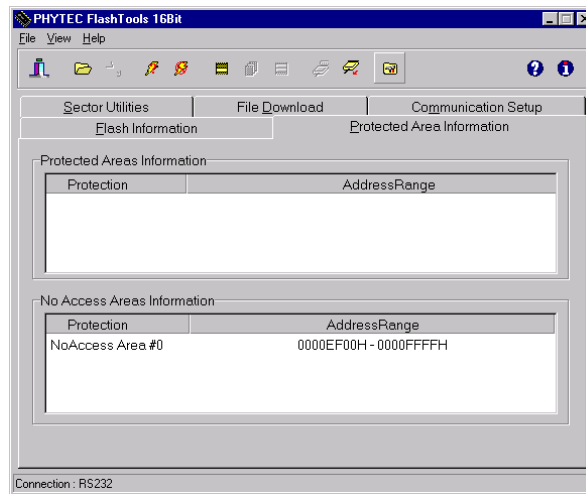 PHYTEC FlashTools 16Bit
File View Help
Sector Utilities File Download Communication Setup
Flash Information Protected Area Information
Protected Areas Information
Protection AddressRange
No Access Areas Information
Protection AddressRange
NoAccess Area #0 0000EF00H - 0000FFFFH
Connection : RS232